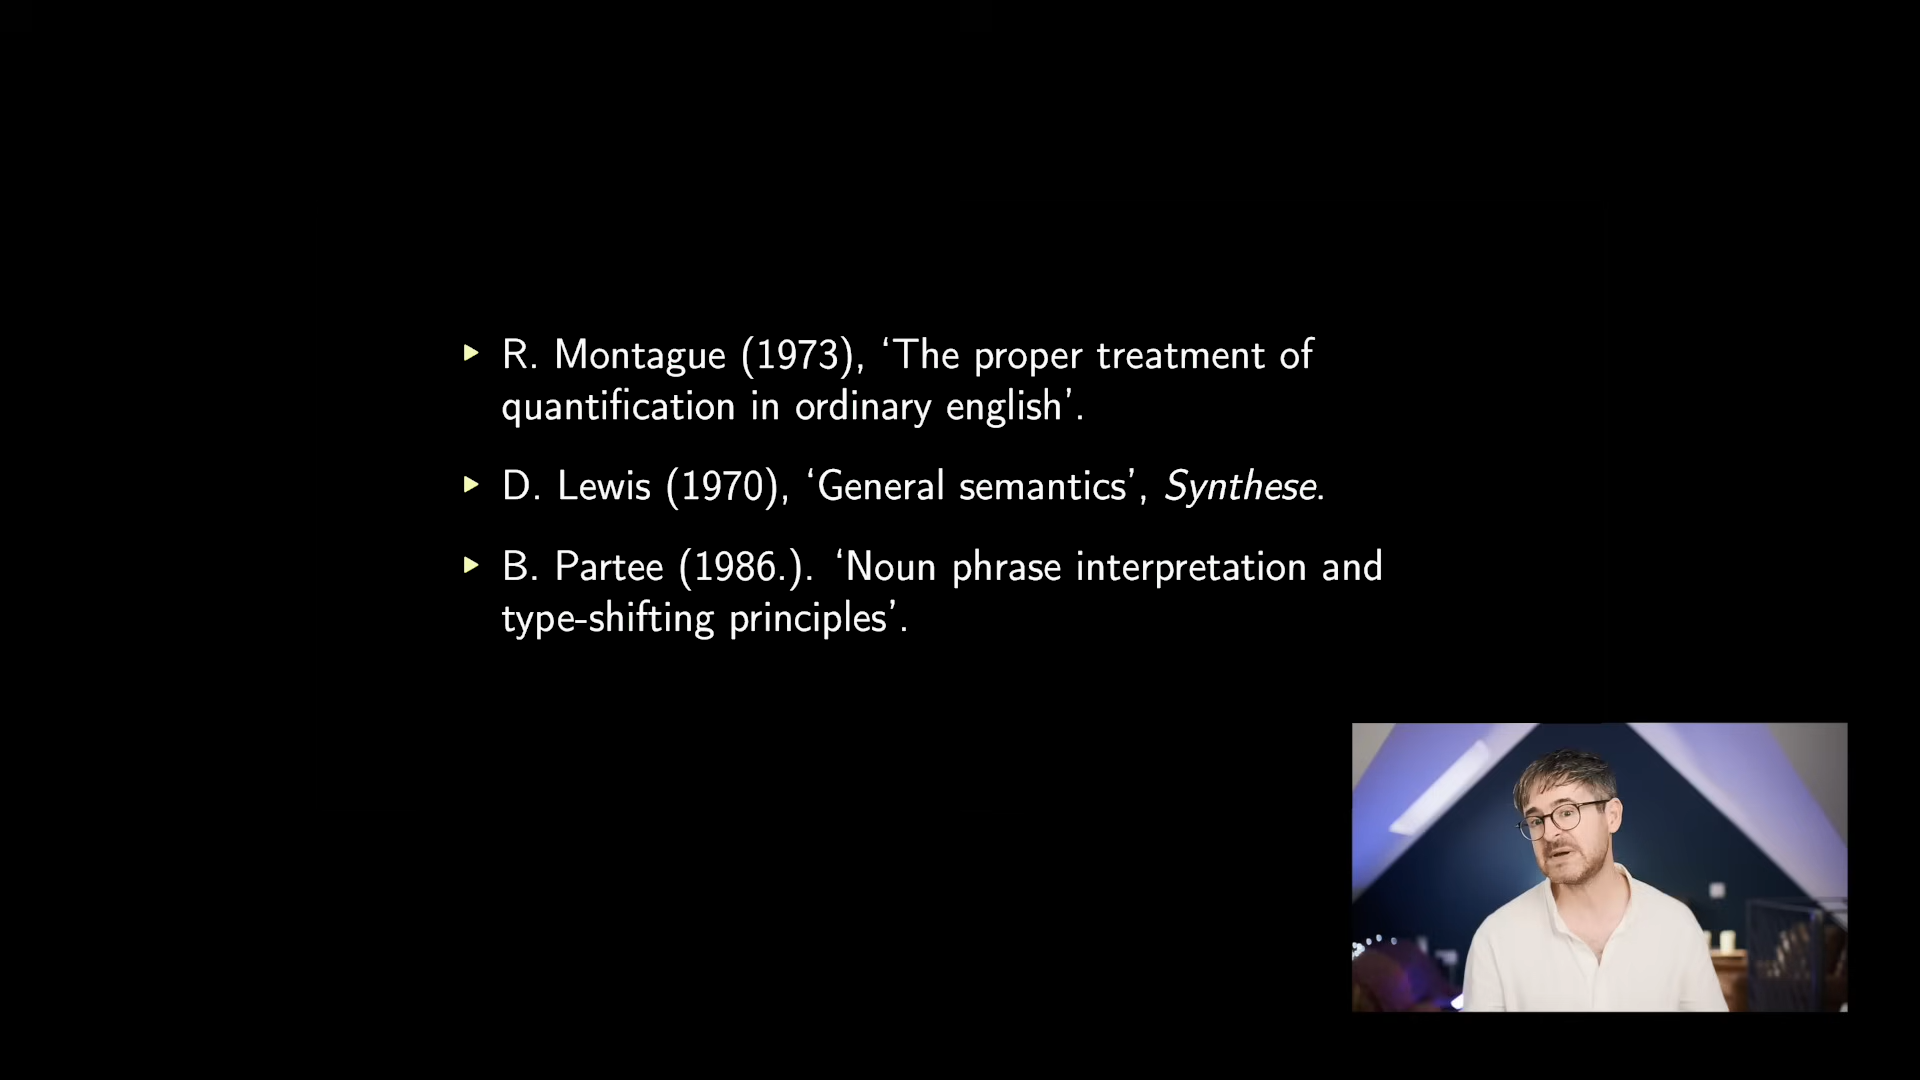 R. Montague (1973), ‘The proper treatment of
quantification in ordinary english’.
D. Lewis (1970), ‘General semantics’, Synthese.
B. Partee (1986.). ‘Noun phrase interpretation and
type-shifting principles’.